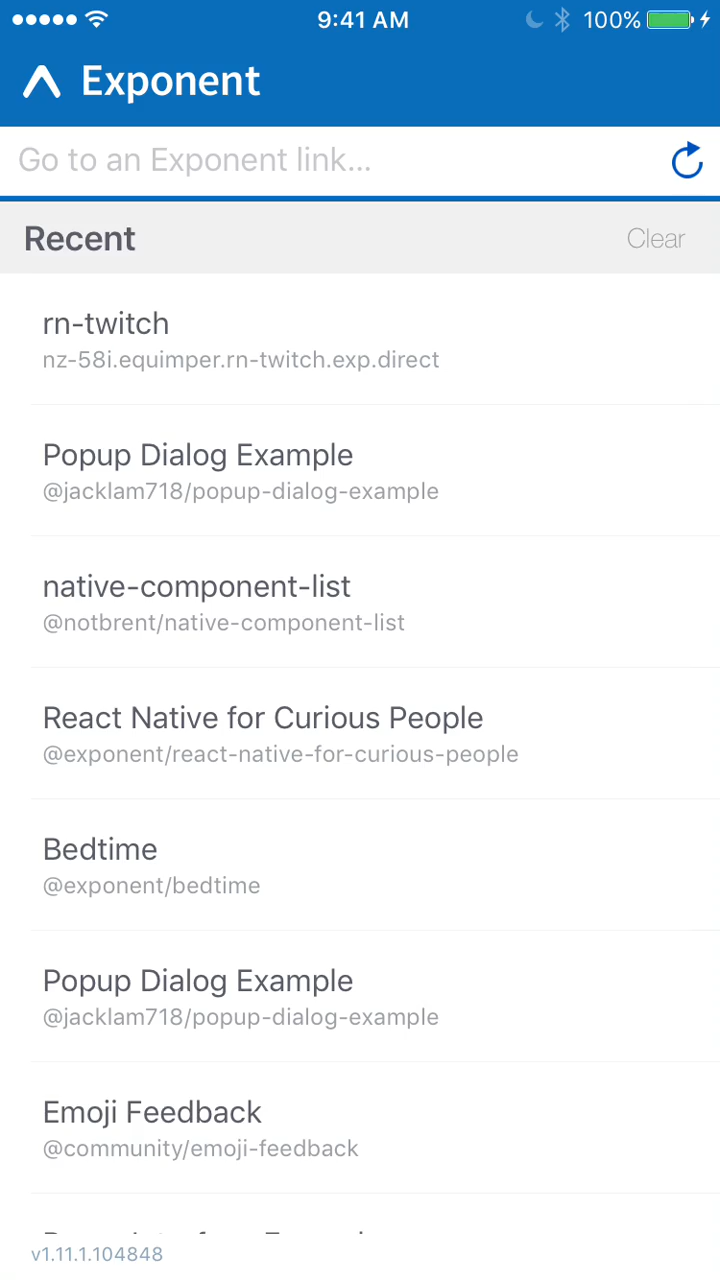 9:41 AM
100%
Exponent
Go to an Exponent link...
Recent
Clear
rn-twitch
nz-58i.equimper.rn-twitch.exp.direct
Popup Dialog Example
@jacklam718/popup-dialog-example
native-component-list
@notbrent/native-component-list
React Native for Curious People
@exponent/react-native-for-curious-people
Bedtime
@exponent/bedtime
Popup Dialog Example
@jacklam718/popup-dialog-example
Emoji Feedback
@community/emoji-feedback
v1.11.1.104848